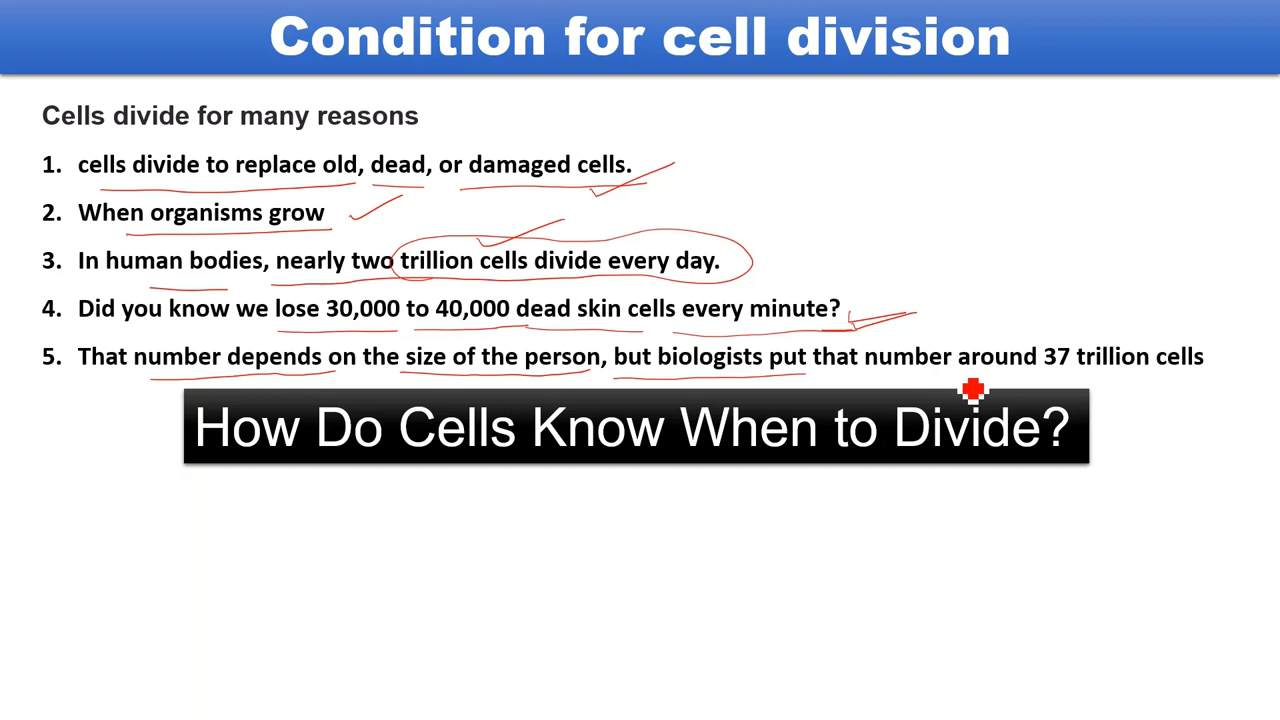 Condition for cell division
Cells divide for many reasons
1. cells divide to replace old, dead, or damaged cells.
2. When organisms grow
3. In human bodies, nearly two trillion cells divide every day.
4. Did you know we lose 30,000 to 40,000 dead skin cells every minute?
5. That number depends on the size of the person, but biologists put that number around 37 trillion cells
How Do Cells Know When to Divide?